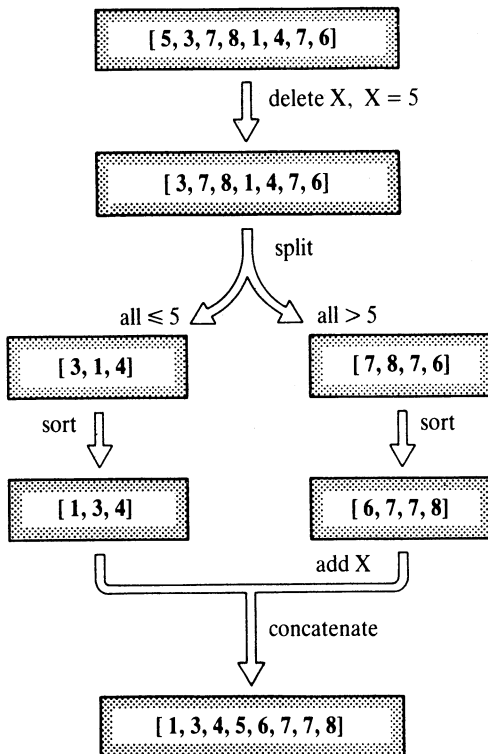 [ 5, 3, 7, 8, 1, 4, 7, 6]
delete X, X = 5
[ 3, 7, 8, 1, 4, 7, 6]
split
all ≤ 5
all > 5
[ 3, 1, 4]
[ 7, 8, 7, 6]
sort
sort
[ 1, 3, 4]
[ 6, 7, 7, 8]
add X
concatenate
[ 1, 3, 4, 5, 6, 7, 7, 8]